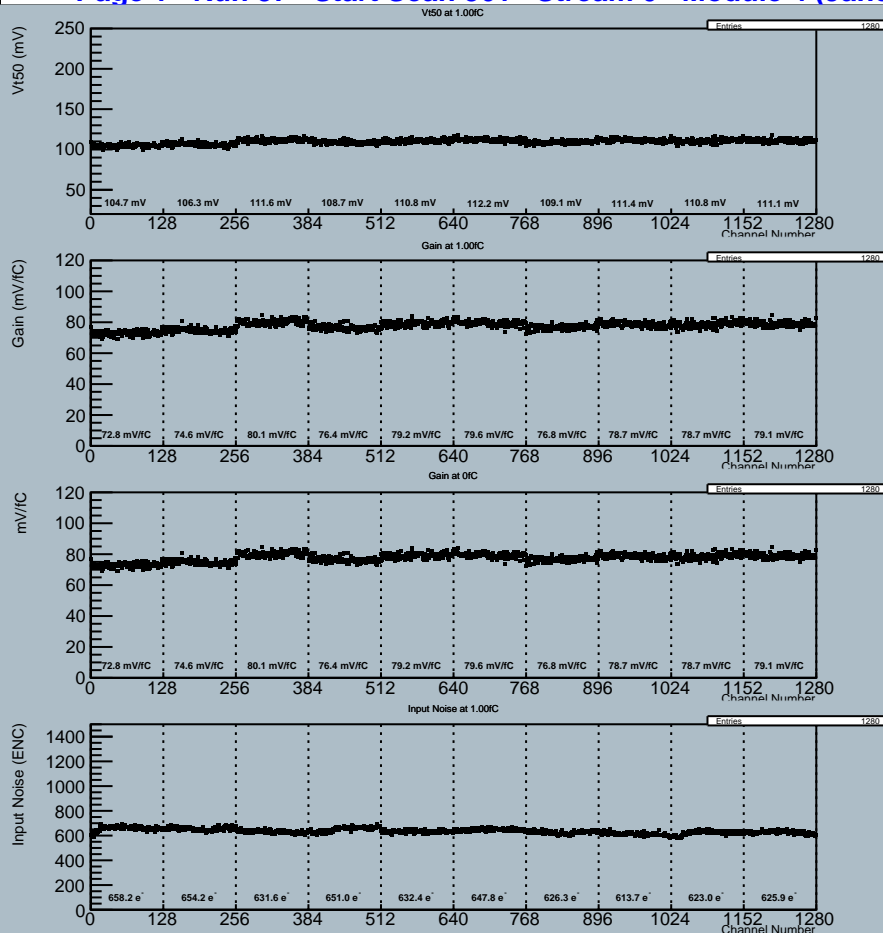 Vt50 at 1.00fC
Entries 1280
Vt50 (mV)
250
200
150
100
50
104.7 mV 106.3 mV 111.6 mV 108.7 mV 110.8 mV 112.2 mV 109.1 mV 111.4 mV 110.8 mV 111.1 mV
0 128 256 384 512 640 768 896 1024 1152 1280
Channel Number
Gain at 1.00fC
Entries 1280
Gain (mV/fC)
120
100
80
60
40
20
0
72.8 mV/fC 74.6 mV/fC 80.1 mV/fC 76.4 mV/fC 79.2 mV/fC 79.6 mV/fC 76.8 mV/fC 78.7 mV/fC 78.7 mV/fC 79.1 mV/fC
0 128 256 384 512 640 768 896 1024 1152 1280
Channel Number
Gain at 0fC
Entries 1280
mV/fC
120
100
80
60
40
20
0
72.8 mV/fC 74.6 mV/fC 80.1 mV/fC 76.4 mV/fC 79.2 mV/fC 79.6 mV/fC 76.8 mV/fC 78.7 mV/fC 78.7 mV/fC 79.1 mV/fC
0 128 256 384 512 640 768 896 1024 1152 1280
Channel Number
Input Noise at 1.00fC
Entries 1280
Input Noise (ENC)
1400
1200
1000
800
600
400
200
0
658.2 e- 654.2 e- 631.6 e- 651.0 e- 632.4 e- 647.8 e- 626.3 e- 613.7 e- 623.0 e- 625.9 e-
0 128 256 384 512 640 768 896 1024 1152 1280
Channel Number